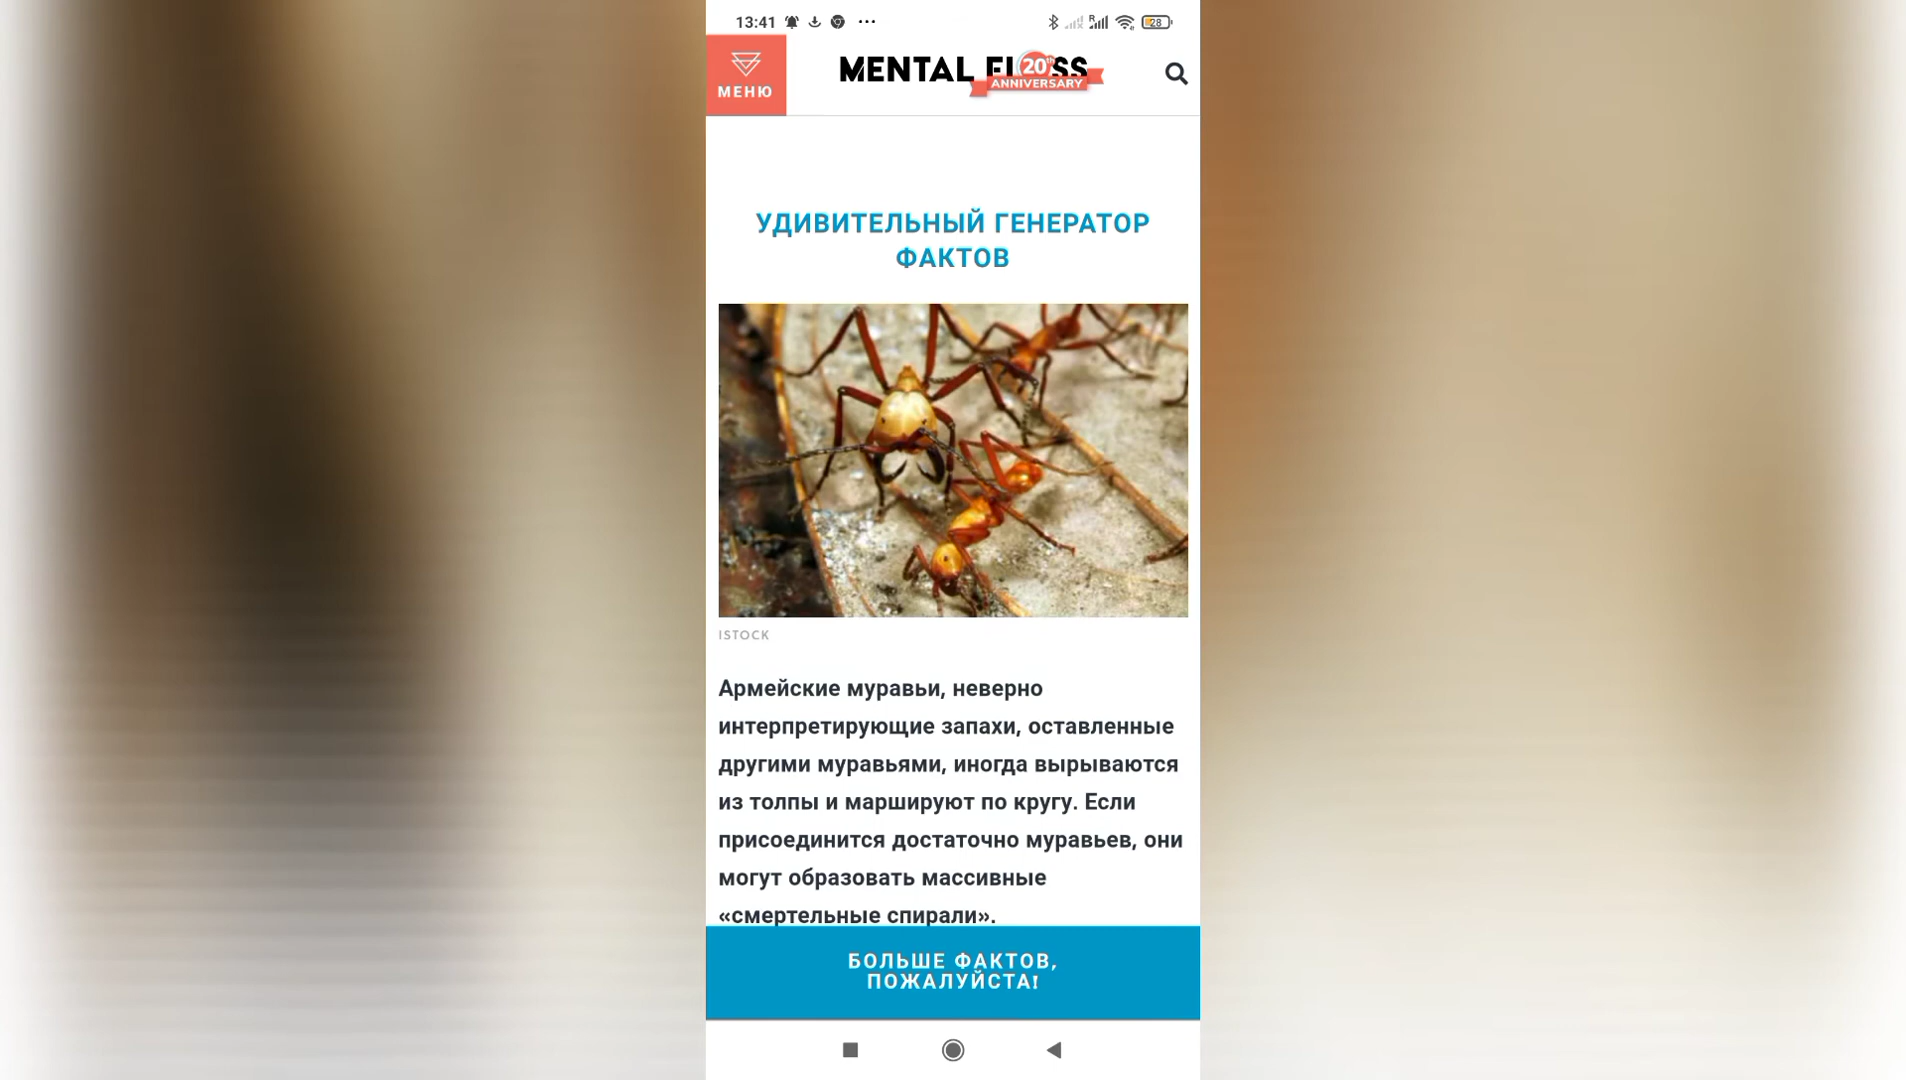 13:41
28
МЕНЮ
MENTAL FLOSS
20th
ANNIVERSARY
УДИВИТЕЛЬНЫЙ ГЕНЕРАТОР
ФАКТОВ
ISTOCK
Армейские муравьи, неверно
интерпретирующие запахи, оставленные
другими муравьями, иногда вырываются
из толпы и маршируют по кругу. Если
присоединится достаточно муравьев, они
могут образовать массивные
«смертельные спирали».
БОЛЬШЕ ФАКТОВ,
ПОЖАЛУЙСТА!